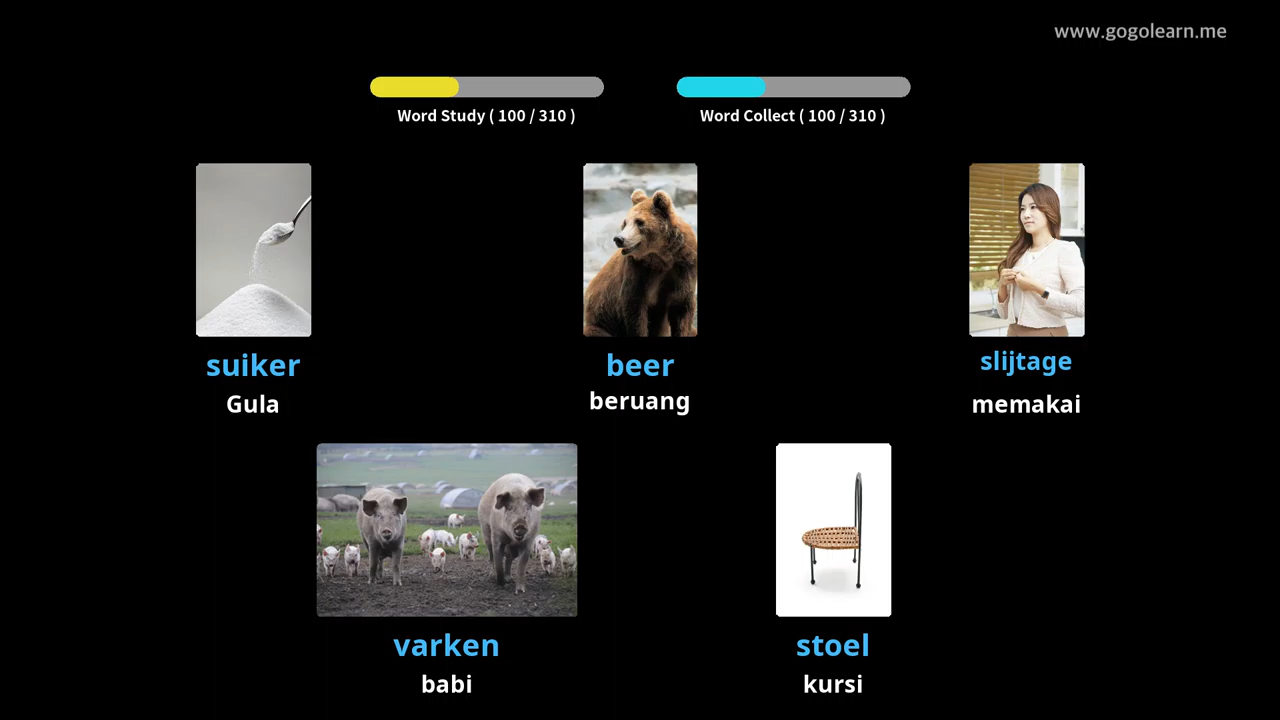 www.gogolearn.me
Word Study ( 100 / 310 )
Word Collect ( 100 / 310 )
suiker
Gula
beer
beruang
slijtage
memakai
varken
babi
stoel
kursi